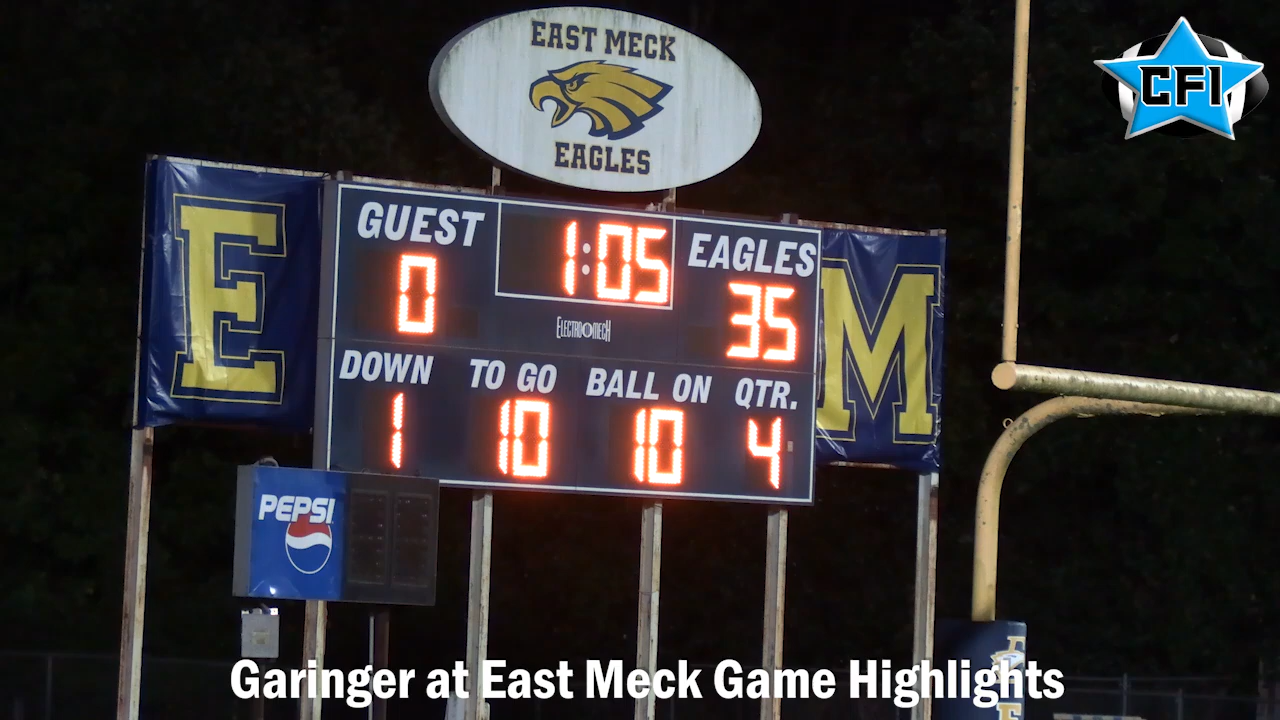 EAST MECK
EAGLES
CFI
E
M
GUEST
1:05
EAGLES
0
35
ELECTRO-MECH
DOWN
TO GO
BALL ON
QTR.
1
10
10
4
PEPSI
Garinger at East Meck Game Highlights